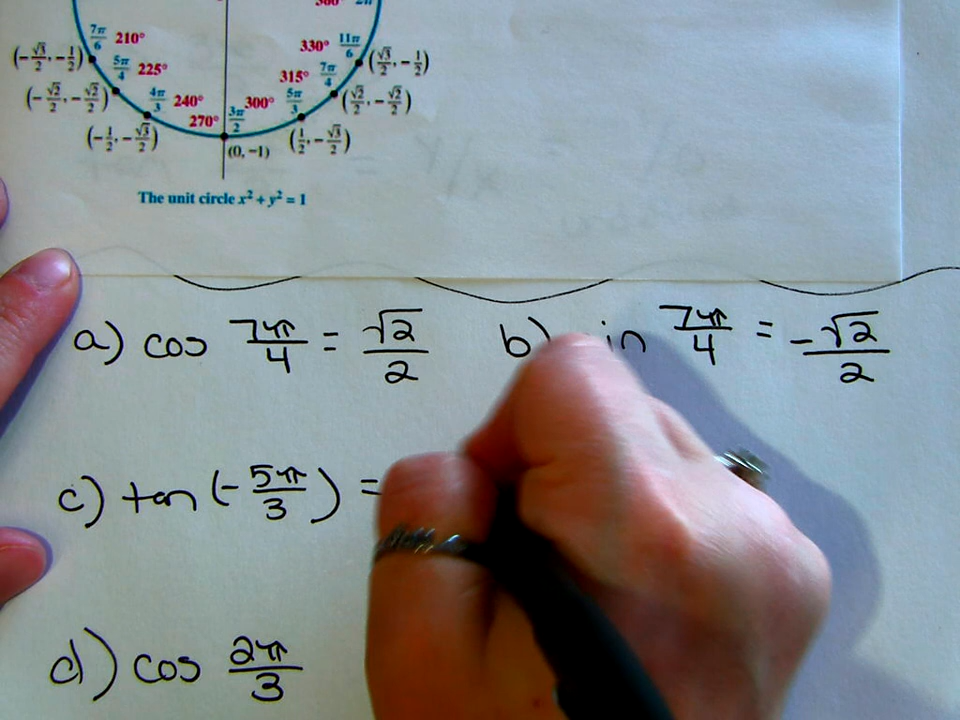 360° 2π
7π/6 210° 330° 11π/6
(-√3/2, -1/2) (√3/2, -1/2)
5π/4 225° 315° 7π/4
(-√2/2, -√2/2) (√2/2, -√2/2)
4π/3 240° 300° 5π/3
270° 3π/2
(-1/2, -√3/2) (0, -1) (1/2, -√3/2)
The unit circle x² + y² = 1
a) cos 7π/4 = √2/2 b) in 7π/4 = -√2/2
c) tan (-5π/3) =
d) cos 2π/3